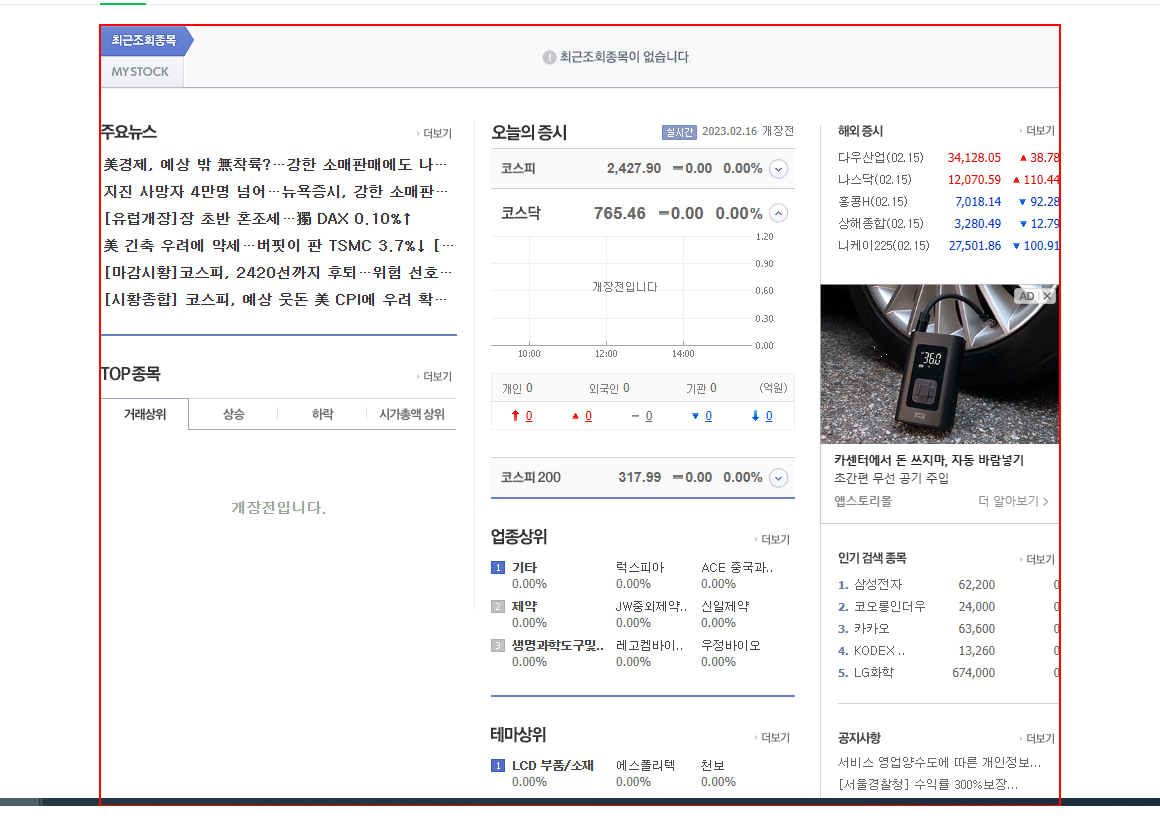 최근조회종목
MYSTOCK
최근조회종목이 없습니다
주요뉴스
더보기
美경제, 예상 밖 無착륙?…강한 소매판매에도 나…
지진 사망자 4만명 넘어…뉴욕증시, 강한 소매판…
[유럽개장]장 초반 혼조세…獨 DAX 0.10%↑
美 긴축 우려에 약세…버핏이 판 TSMC 3.7%↓ […
[마감시황]코스피, 2420선까지 후퇴…위험 선호…
[시황종합] 코스피, 예상 웃돈 美 CPI에 우려 확…
TOP 종목
더보기
거래상위 상승 하락 시가총액 상위
개장전입니다.
오늘의 증시
실시간 2023.02.16 개장전
코스피 2,427.90 0.00 0.00%
코스닥 765.46 0.00 0.00%
1.20
0.90
개장전입니다
0.60
0.30
0.00
10:00 12:00 14:00
개인 0 외국인 0 기관 0 (억원)
0 0 0 0 0
코스피 200 317.99 0.00 0.00%
업종상위
더보기
1 기타 럭스피아 ACE 중국과..
0.00% 0.00% 0.00%
2 제약 JW중외제약.. 신일제약
0.00% 0.00% 0.00%
3 생명과학도구및.. 레고켐바이.. 우정바이오
0.00% 0.00% 0.00%
테마상위
더보기
1 LCD 부품/소재 에스폴리텍 천보
0.00% 0.00% 0.00%
해외 증시
더보기
다우산업(02.15) 34,128.05 ▲ 38.78
나스닥(02.15) 12,070.59 ▲ 110.44
홍콩H(02.15) 7,018.14 ▼ 92.28
상해종합(02.15) 3,280.49 ▼ 12.79
니케이225(02.15) 27,501.86 ▼ 100.91
AD
36.0
카센터에서 돈 쓰지마, 자동 바람넣기
초간편 무선 공기 주입
앱스토리몰 더 알아보기
인기 검색 종목
더보기
1. 삼성전자 62,200 0
2. 코오롱인더우 24,000 0
3. 카카오 63,600 0
4. KODEX .. 13,260 0
5. LG화학 674,000 0
공지사항
더보기
서비스 영업양수도에 따른 개인정보...
[서울경찰청] 수익률 300%보장...